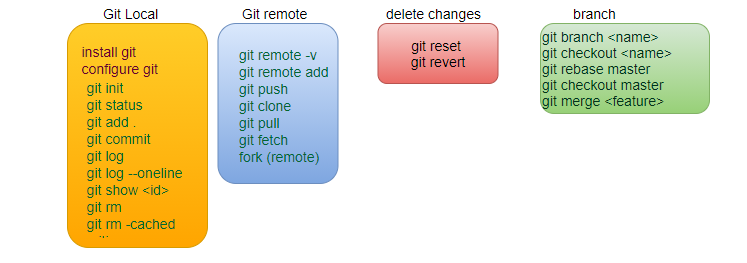 Git Local
install git
configure git
git init
git status
git add .
git commit
git log
git log --oneline
git show <id>
git rm
git rm -cached
Git remote
git remote -v
git remote add
git push
git clone
git pull
git fetch
fork (remote)
delete changes
git reset
git revert
branch
git branch <name>
git checkout <name>
git rebase master
git checkout master
git merge <feature>